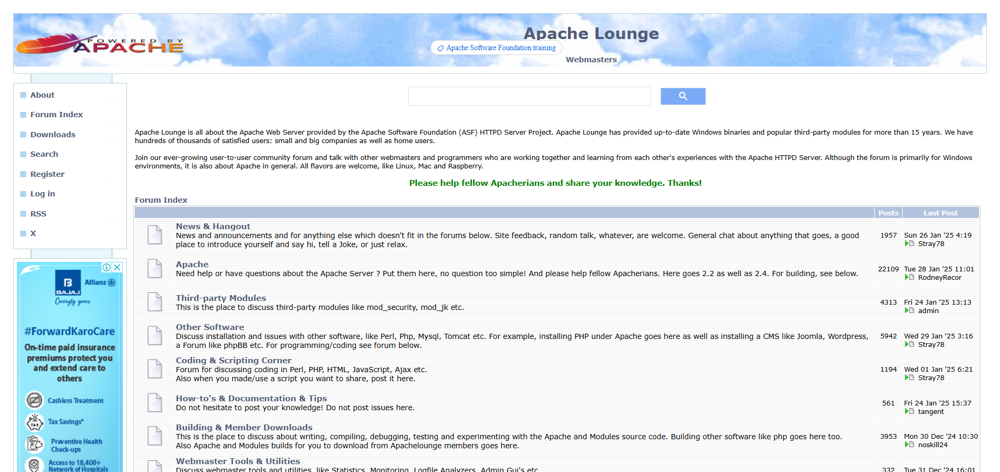 POWERED BY
APACHE
Apache Lounge
Apache Software Foundation training
Webmasters
About
Forum Index
Downloads
Search
Register
Log in
RSS
X
Apache Lounge is all about the Apache Web Server provided by the Apache Software Foundation (ASF) HTTPD Server Project. Apache Lounge has provided up-to-date Windows binaries and popular third-party modules for more than 15 years. We have
hundreds of thousands of satisfied users: small and big companies as well as home users.
Join our ever-growing user-to-user community forum and talk with other webmasters and programmers who are working together and learning from each other's experiences with the Apache HTTPD Server. Although the forum is primarily for Windows
environments, it is also about Apache in general. All flavors are welcome, like Linux, Mac and Raspberry.
Please help fellow Apacherians and share your knowledge. Thanks!
Forum Index
Posts Last Post
News & Hangout
News and announcements and for anything else which doesn't fit in the forums below. Site feedback, random talk, whatever, are welcome. General chat about anything that goes, a good
place to introduce yourself and say hi, tell a Joke, or just relax.
1957 Sun 26 Jan '25 4:19
Stray78
Apache
Need help or have questions about the Apache Server ? Put them here, no question too simple! And please help fellow Apacherians. Here goes 2.2 as well as 2.4. For building, see below.
22109 Tue 28 Jan '25 11:01
RodneyRecor
Third-party Modules
This is the place to discuss third-party modules like mod_security, mod_jk etc.
4313 Fri 24 Jan '25 13:13
admin
Other Software
Discuss installation and issues with other software, like Perl, Php, Mysql, Tomcat etc. For example, installing PHP under Apache goes here as well as installing a CMS like Joomla, Wordpress,
a Forum like phpBB etc. For programming/coding see forum below.
5942 Wed 29 Jan '25 3:16
Stray78
Coding & Scripting Corner
Forum for discussing coding in Perl, PHP, HTML, JavaScript, Ajax etc.
Also when you made/use a script you want to share, post it here.
1194 Wed 01 Jan '25 6:21
Stray78
How-to's & Documentation & Tips
Do not hesitate to post your knowledge! Do not post issues here.
561 Fri 24 Jan '25 15:37
tangent
Building & Member Downloads
This is the place to discuss about writing, compiling, debugging, testing and experimenting with the Apache and Modules source code. Building other software like php goes here too.
Also Apache and Modules builds for you to download from Apachelounge members goes here.
3953 Mon 30 Dec '24 10:30
noskill24
Webmaster Tools & Utilities
Discuss webmaster tools and utilities, like Statistics, Monitoring, Logfile Analyzers, Admin Gui's etc
332 Tue 31 Dec '24 16:01
B
BAJAJ
Allianz
Caringly yours
#ForwardKaroCare
On-time paid insurance
premiums protect you
and extend care to
others
Cashless Treatment
TAX
Tax Savings*
Preventive Health
Check-ups
Access to 18,400+
Network of Hospitals